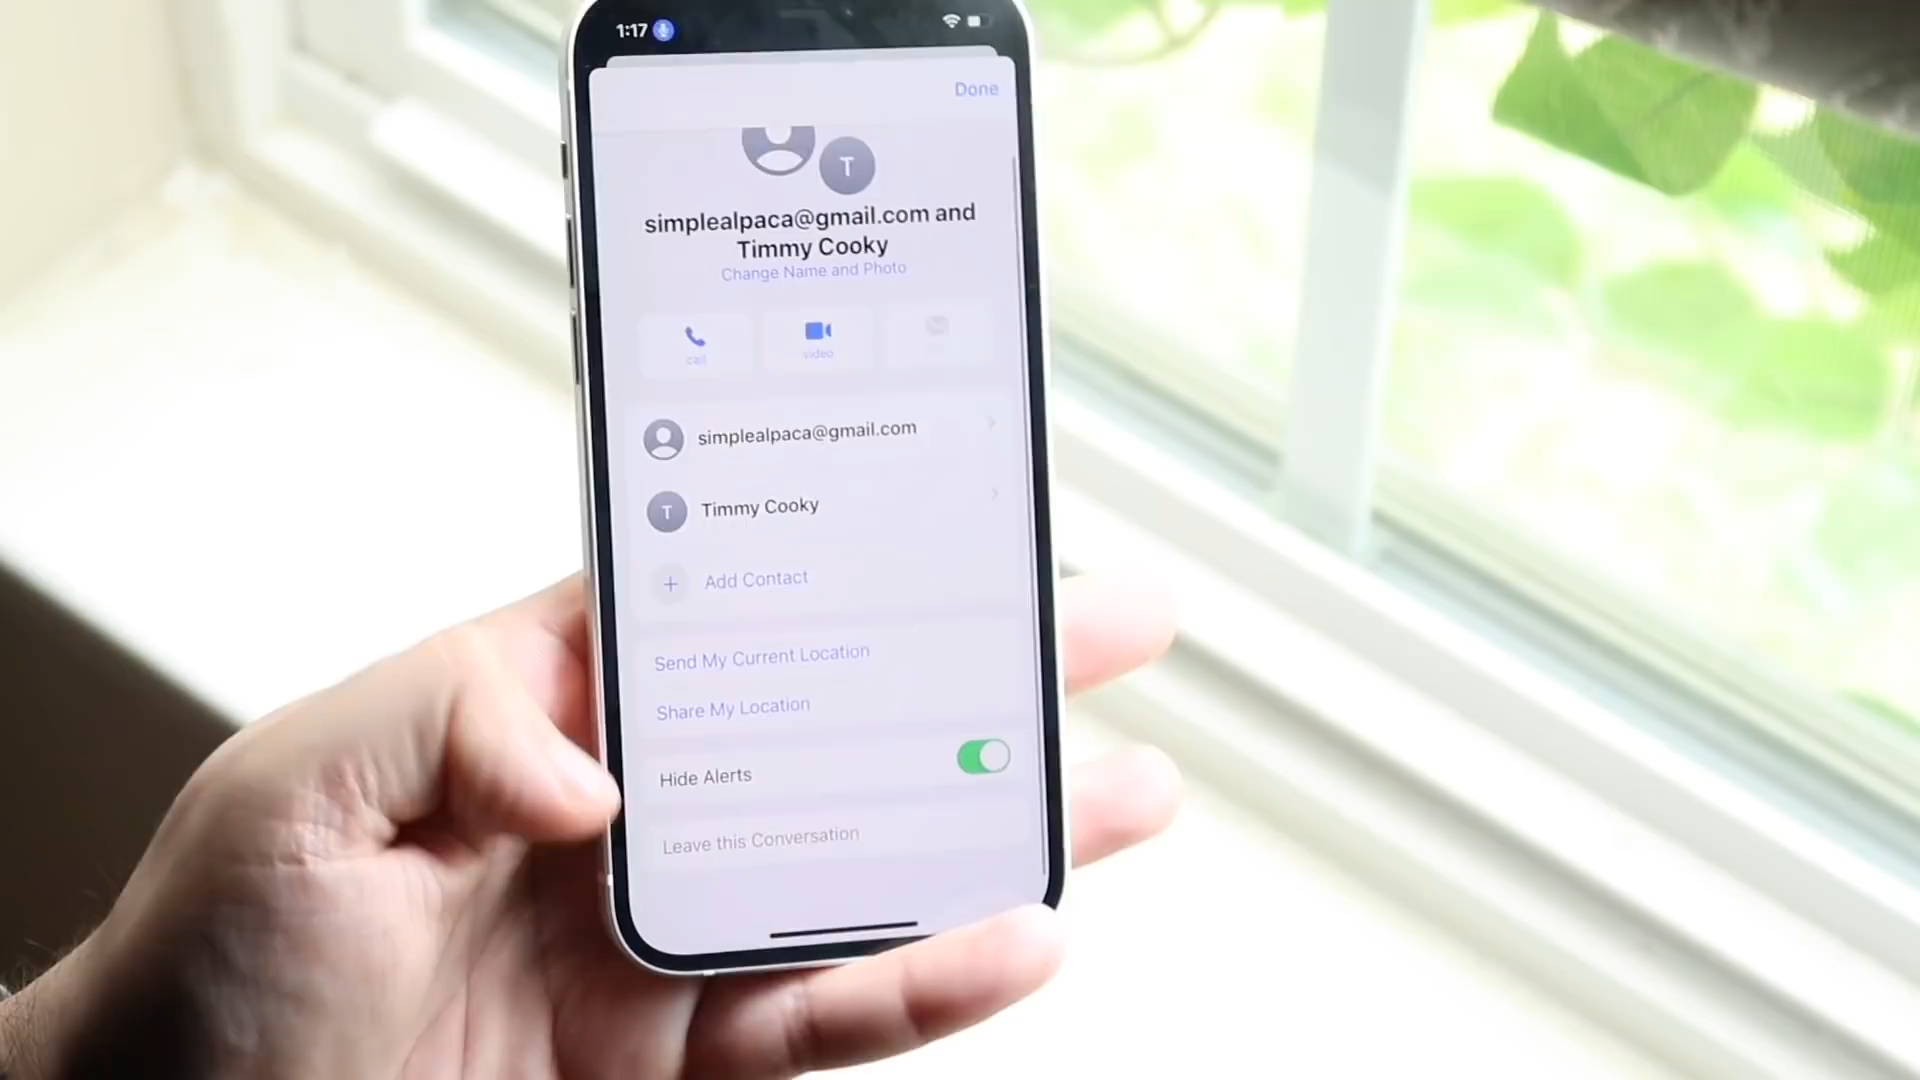 1:17
Done
T
simplealpaca@gmail.com and
Timmy Cooky
Change Name and Photo
call
video
simplealpaca@gmail.com
T
Timmy Cooky
+ Add Contact
Send My Current Location
Share My Location
Hide Alerts
Leave this Conversation